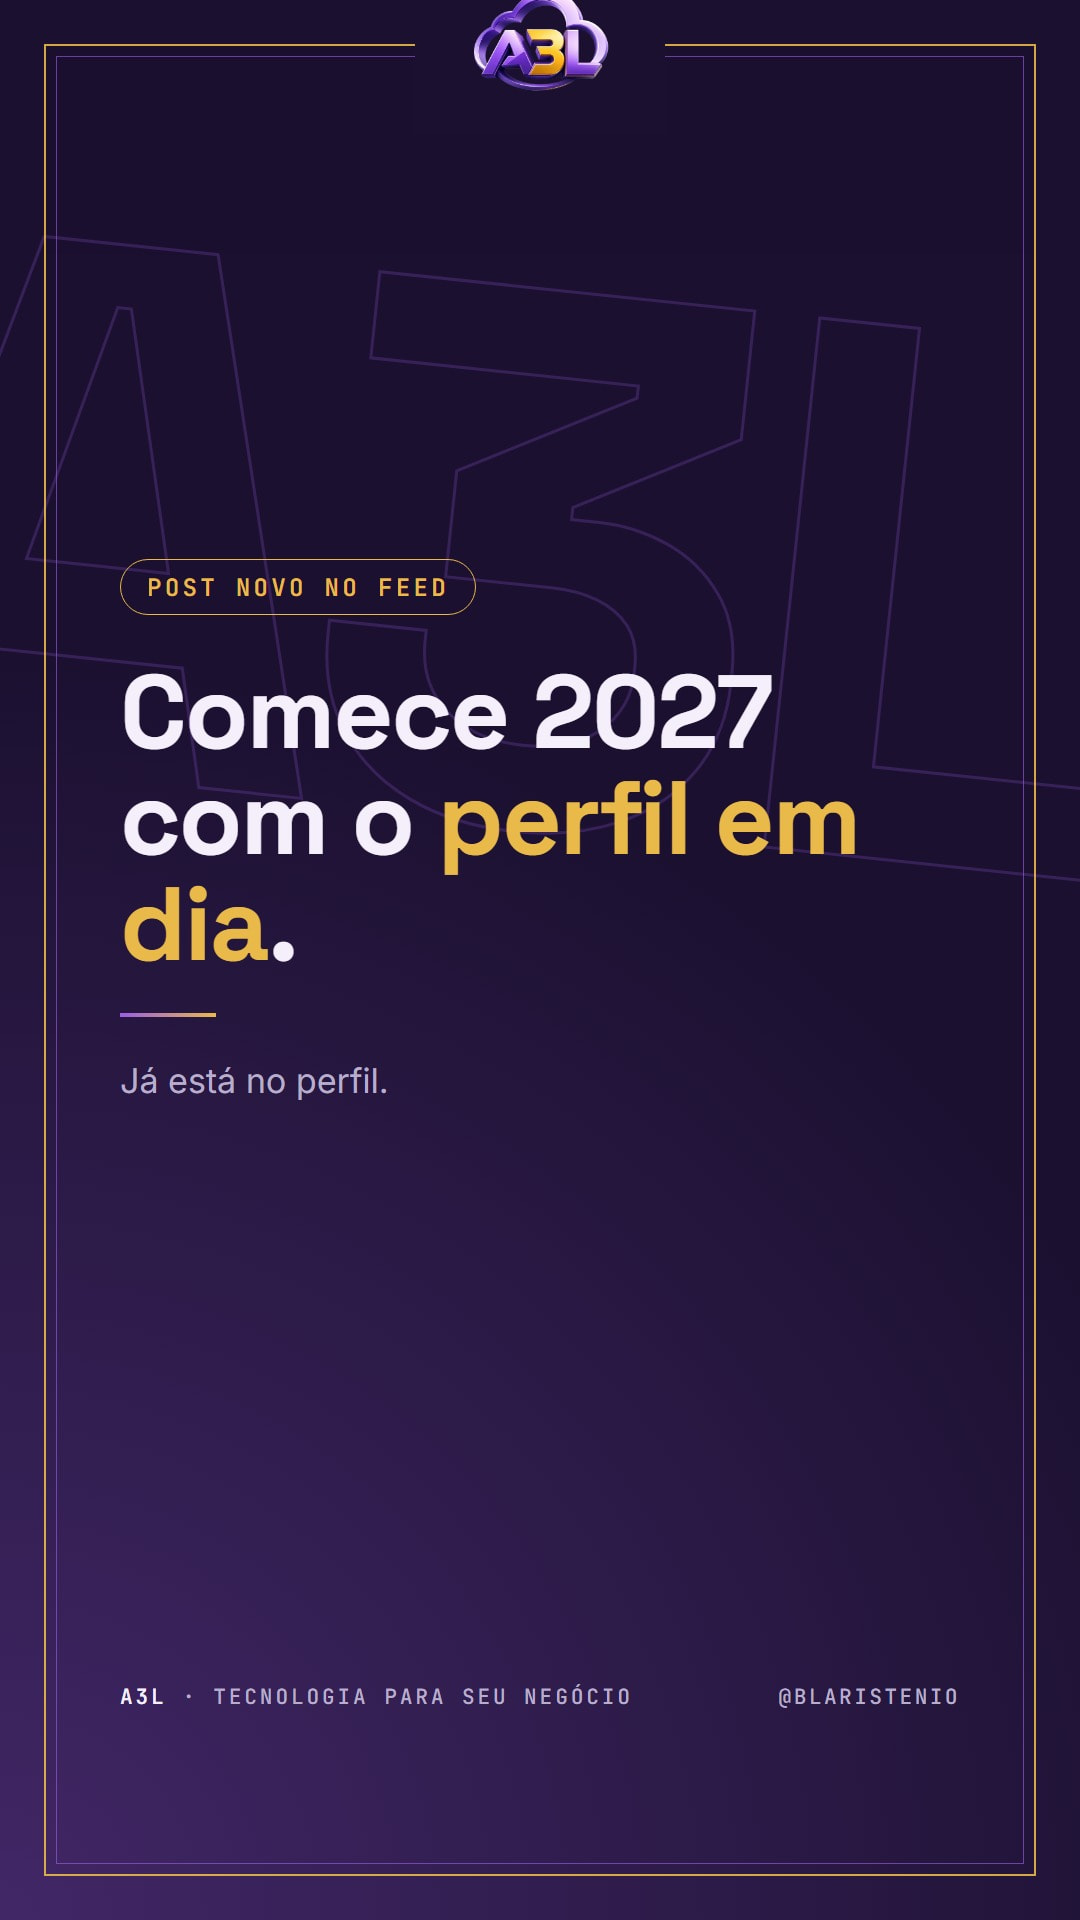 A3L
A3L
POST NOVO NO FEED
Comece 2027
com o perfil em
dia.
Já está no perfil.
A3L · TECNOLOGIA PARA SEU NEGÓCIO @BLARISTENIO